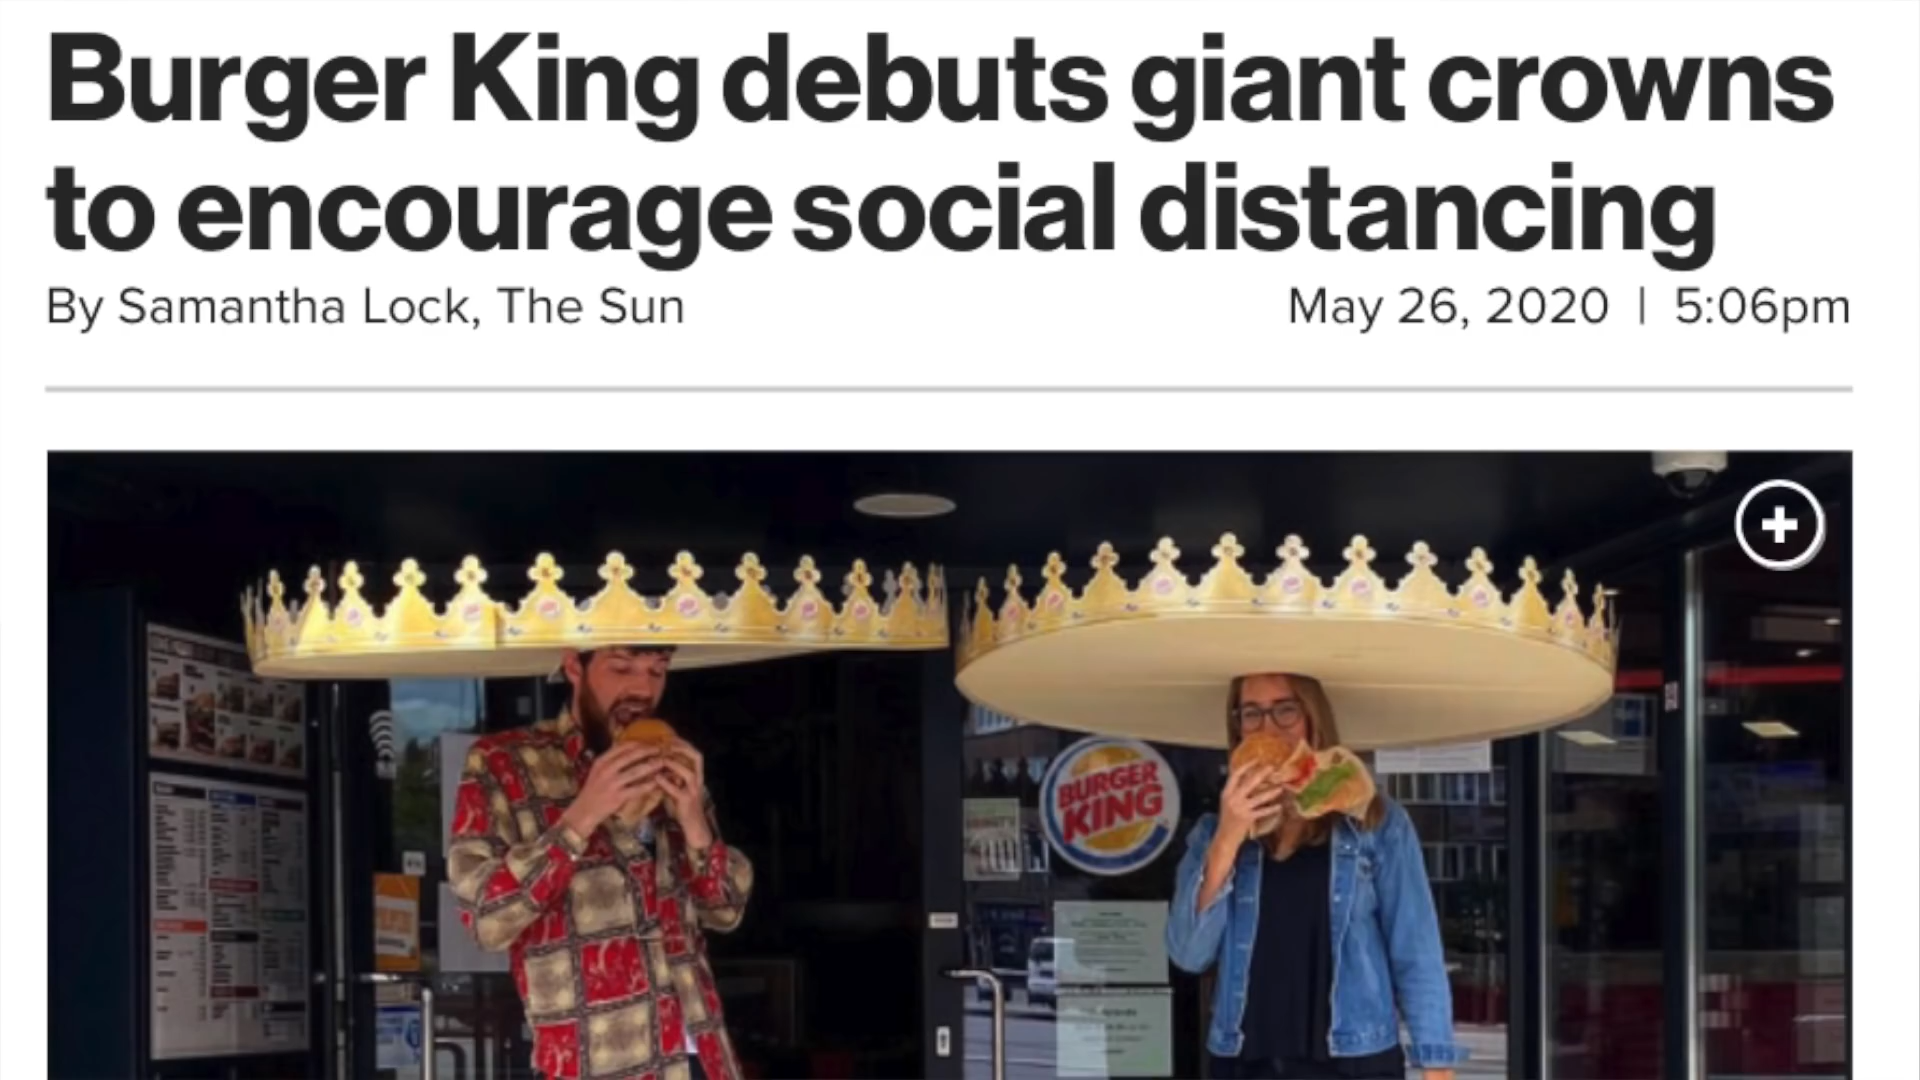 Burger King debuts giant crowns
to encourage social distancing
By Samantha Lock, The Sun
May 26, 2020 | 5:06pm
BURGER
KING